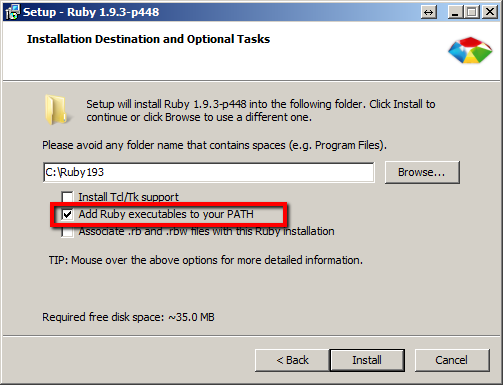 Setup - Ruby 1.9.3-p448
Installation Destination and Optional Tasks
Setup will install Ruby 1.9.3-p448 into the following folder. Click Install to
continue or click Browse to use a different one.
Please avoid any folder name that contains spaces (e.g. Program Files).
C:\Ruby193
Browse...
Install Tcl/Tk support
Add Ruby executables to your PATH
Associate .rb and .rbw files with this Ruby installation
TIP: Mouse over the above options for more detailed information.
Required free disk space: ~35.0 MB
< Back
Install
Cancel